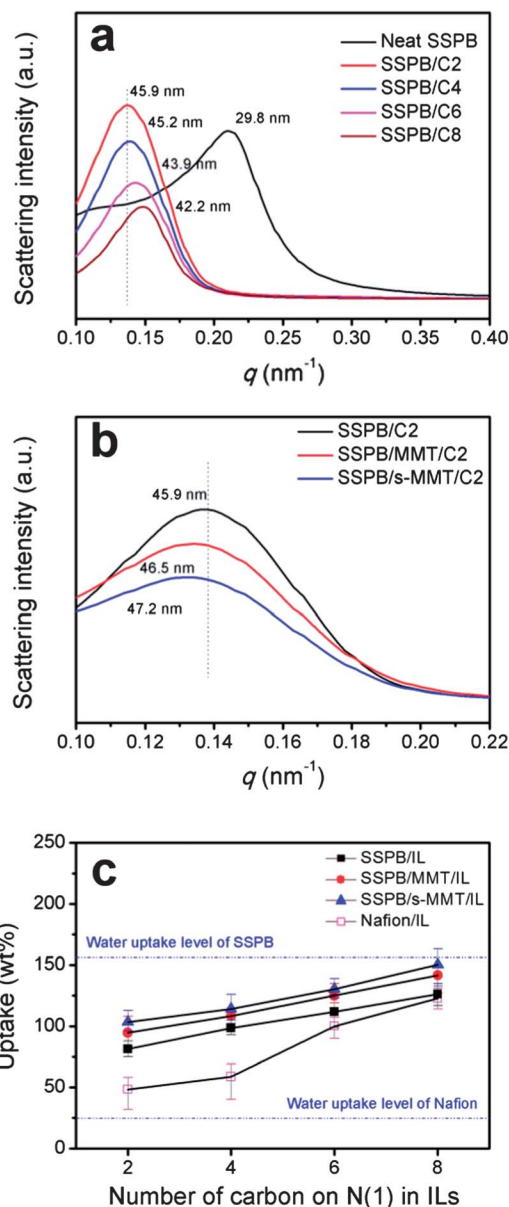 a
Neat SSPB
SSPB/C2
SSPB/C4
SSPB/C6
SSPB/C8
45.9 nm
45.2 nm
43.9 nm
42.2 nm
29.8 nm
Scattering intensity (a.u.)
0.10 0.15 0.20 0.25 0.30 0.35 0.40
q (nm⁻¹)
b
SSPB/C2
SSPB/MMT/C2
SSPB/s-MMT/C2
45.9 nm
46.5 nm
47.2 nm
Scattering intensity (a.u.)
0.10 0.12 0.14 0.16 0.18 0.20 0.22
q (nm⁻¹)
c
SSPB/IL
SSPB/MMT/IL
SSPB/s-MMT/IL
Nafion/IL
Water uptake level of SSPB
Water uptake level of Nafion
Uptake (wt%)
250
200
150
100
50
0
2 4 6 8
Number of carbon on N(1) in ILs